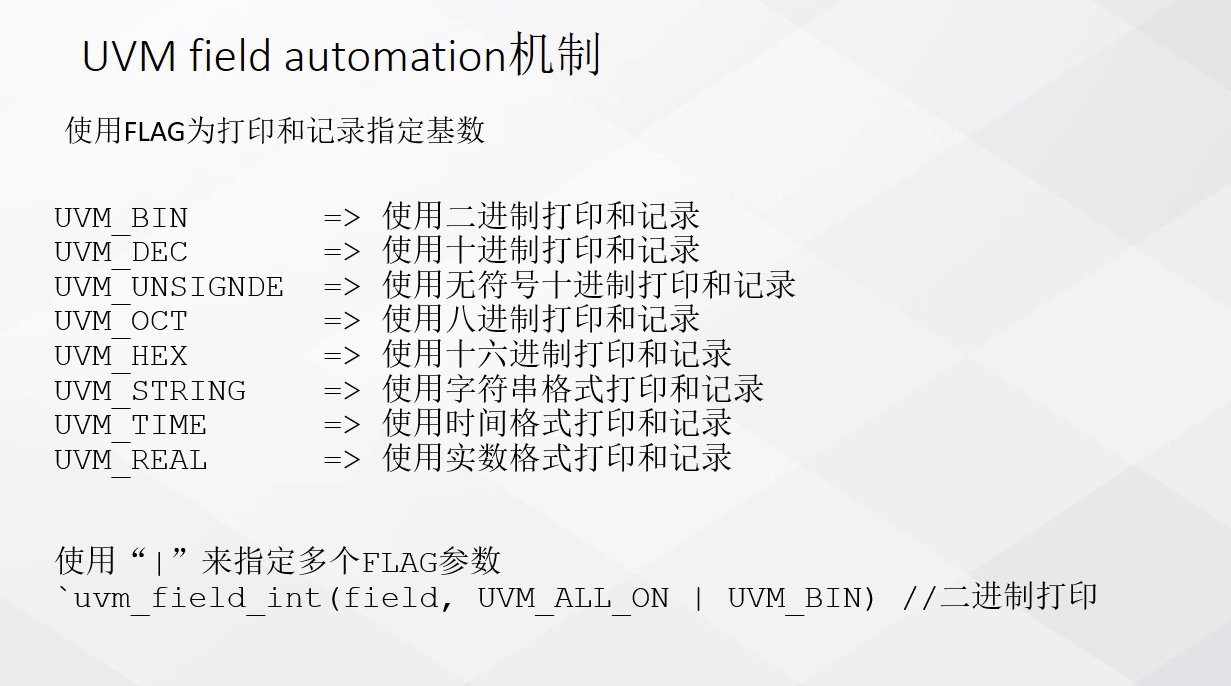 UVM field automation机制
使用FLAG为打印和记录指定基数
UVM_BIN => 使用二进制打印和记录
UVM_DEC => 使用十进制打印和记录
UVM_UNSIGNDE => 使用无符号十进制打印和记录
UVM_OCT => 使用八进制打印和记录
UVM_HEX => 使用十六进制打印和记录
UVM_STRING => 使用字符串格式打印和记录
UVM_TIME => 使用时间格式打印和记录
UVM_REAL => 使用实数格式打印和记录
使用“|”来指定多个FLAG参数
`uvm_field_int(field, UVM_ALL_ON | UVM_BIN) //二进制打印